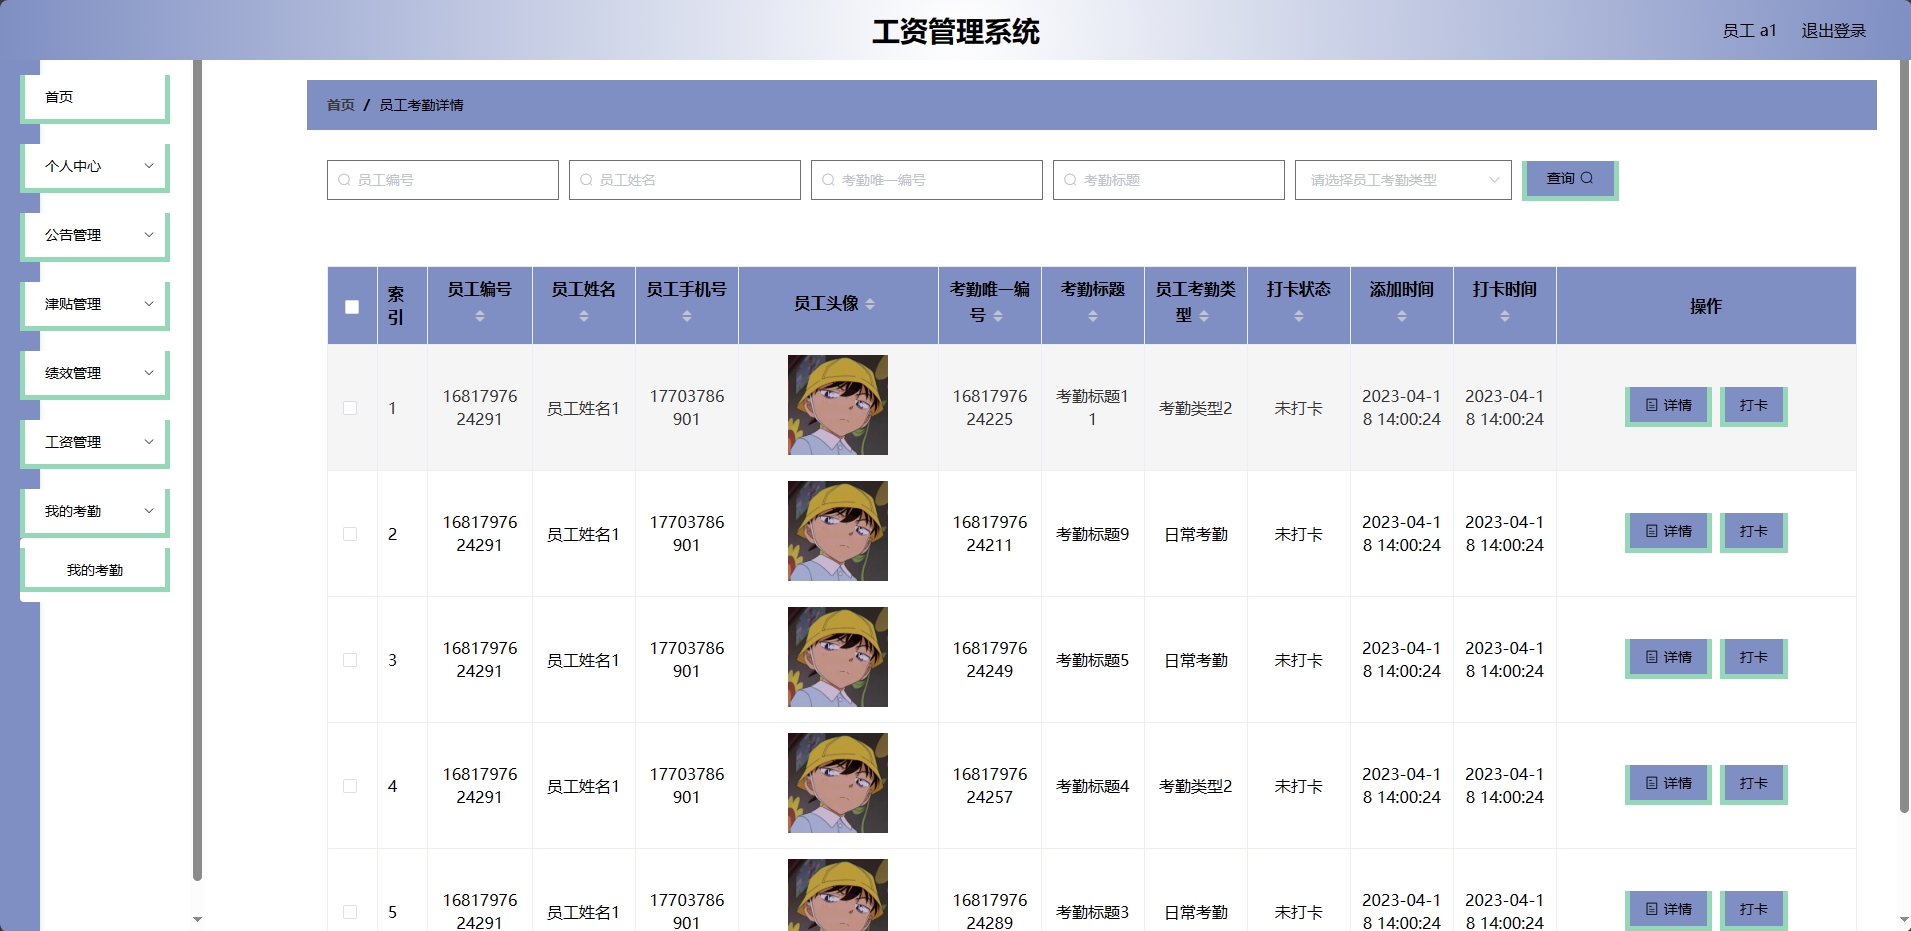 工资管理系统
员工 a1 退出登录
首页
个人中心
公告管理
津贴管理
绩效管理
工资管理
我的考勤
我的考勤
首页 / 员工考勤详情
员工编号 员工姓名 考勤唯一编号 考勤标题 请选择员工考勤类型 查询
索引 员工编号 员工姓名 员工手机号 员工头像 考勤唯一编号 考勤标题 员工考勤类型 打卡状态 添加时间 打卡时间 操作
1 1681797624291 员工姓名1 17703786901 1681797624225 考勤标题11 考勤类型2 未打卡 2023-04-18 14:00:24 2023-04-18 14:00:24 详情 打卡
2 1681797624291 员工姓名1 17703786901 1681797624211 考勤标题9 日常考勤 未打卡 2023-04-18 14:00:24 2023-04-18 14:00:24 详情 打卡
3 1681797624291 员工姓名1 17703786901 1681797624249 考勤标题5 日常考勤 未打卡 2023-04-18 14:00:24 2023-04-18 14:00:24 详情 打卡
4 1681797624291 员工姓名1 17703786901 1681797624257 考勤标题4 考勤类型2 未打卡 2023-04-18 14:00:24 2023-04-18 14:00:24 详情 打卡
5 1681797624291 员工姓名1 17703786901 1681797624289 考勤标题3 日常考勤 未打卡 2023-04-18 14:00:24 2023-04-18 14:00:24 详情 打卡